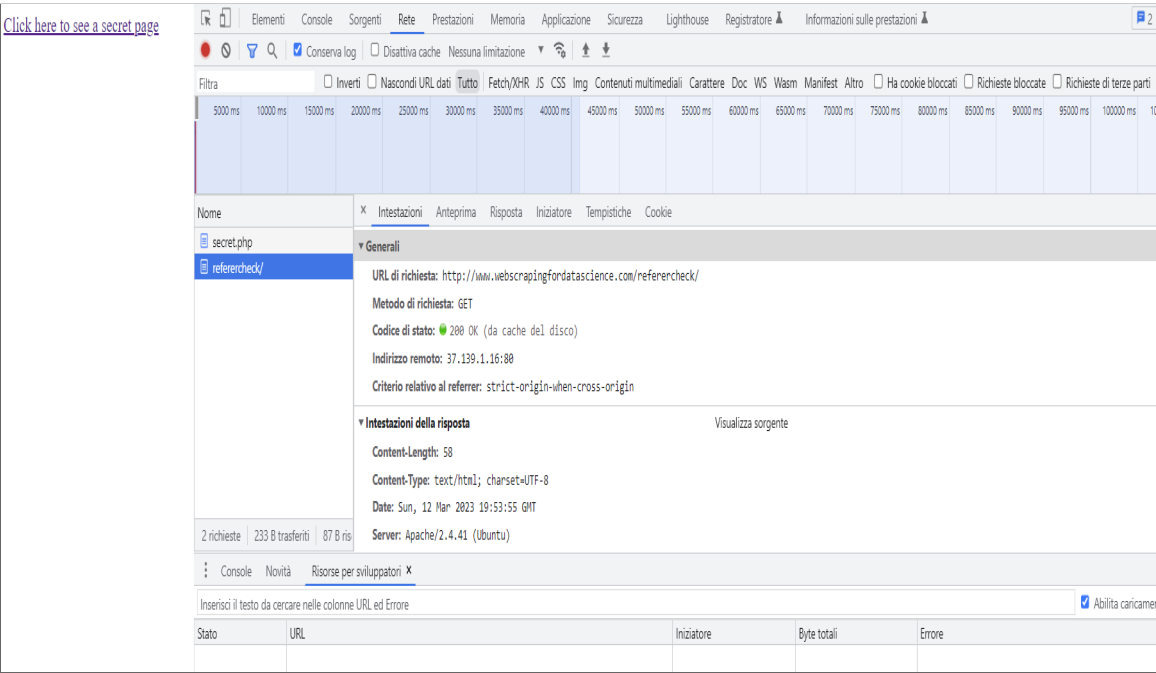 Click here to see a secret page
Elementi Console Sorgenti Rete Prestazioni Memoria Applicazione Sicurezza Lighthouse Registratore Informazioni sulle prestazioni 2
Conserva log Disattiva cache Nessuna limitazione
Filtra Inverti Nascondi URL dati Tutto Fetch/XHR JS CSS Img Contenuti multimediali Carattere Doc WS Wasm Manifest Altro Ha cookie bloccati Richieste bloccate Richieste di terze parti
5000 ms 10000 ms 15000 ms 20000 ms 25000 ms 30000 ms 35000 ms 40000 ms 45000 ms 50000 ms 55000 ms 60000 ms 65000 ms 70000 ms 75000 ms 80000 ms 85000 ms 90000 ms 95000 ms 100000 ms 10
Nome
secret.php
referercheck/
2 richieste 233 B trasferiti 87 B ris
× Intestazioni Anteprima Risposta Iniziatore Tempistiche Cookie
Generali
URL di richiesta: http://www.webscrapingfordatascience.com/referercheck/
Metodo di richiesta: GET
Codice di stato: 200 OK (da cache del disco)
Indirizzo remoto: 37.139.1.16:80
Criterio relativo al referrer: strict-origin-when-cross-origin
Intestazioni della risposta Visualizza sorgente
Content-Length: 58
Content-Type: text/html; charset=UTF-8
Date: Sun, 12 Mar 2023 19:53:55 GMT
Server: Apache/2.4.41 (Ubuntu)
Console Novità Risorse per sviluppatori ×
Inserisci il testo da cercare nelle colonne URL ed Errore Abilita caricamer
Stato URL Iniziatore Byte totali Errore